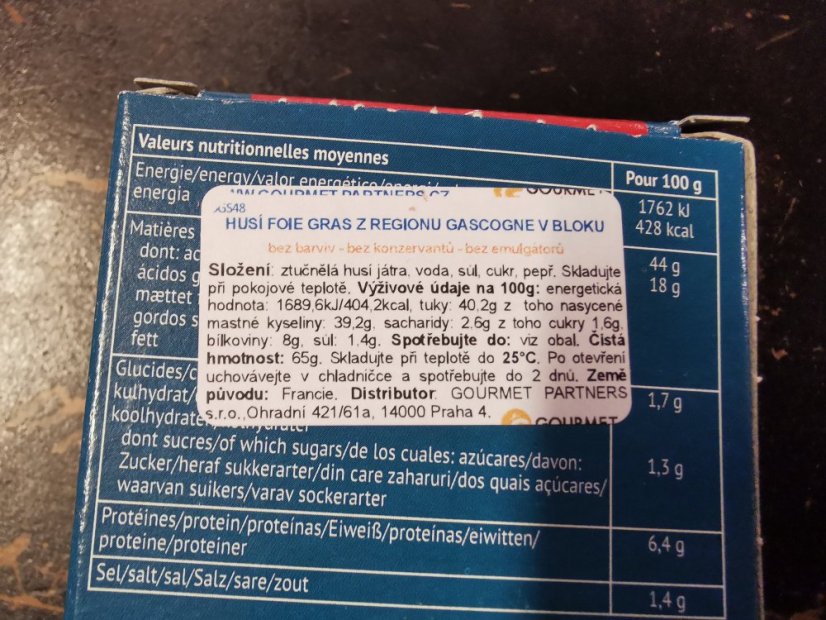 Valeurs nutritionnelles moyennes
Pour 100 g
Energie/energy/valor energético/
energia
1762 kJ
428 kcal
WWW.GOURMET PARTNERS.CZ
GOURMET
HUSÍ FOIE GRAS Z REGIONU GASCOGNE V BLOKU
bez barviv - bez konzervantů - bez emulgátorů
Složení: ztučnělá husí játra, voda, sůl, cukr, pepř. Skladujte
při pokojové teplotě. Výživové údaje na 100g: energetická
hodnota: 1689,6kJ/404,2kcal, tuky: 40,2g z toho nasycené
mastné kyseliny: 39,2g, sacharidy: 2,6g z toho cukry 1,6g,
bílkoviny: 8g, sůl: 1,4g. Spotřebujte do: viz obal. Čistá
hmotnost: 65g. Skladujte při teplotě do 25°C. Po otevření
uchovávejte v chladničce a spotřebujte do 2 dnů. Země
původu: Francie. Distributor: GOURMET PARTNERS
s.r.o.,Ohradní 421/61a, 14000 Praha 4.
GOURMET
Matières
dont: ac
ácidos g
mættet
gordos s
fett
44 g
18 g
Glucides/c
kulhydrat/
koolhydraten
1,7 g
dont sucres/of which sugars/de los cuales: azúcares/davon:
Zucker/heraf sukkerarter/din care zaharuri/dos quais açúcares/
waarvan suikers/varav sockerarter
1,3 g
Protéines/protein/proteínas/Eiweiß/proteínas/eiwitten/
proteine/proteiner
6,4 g
Sel/salt/sal/Salz/sare/zout
1,4 g